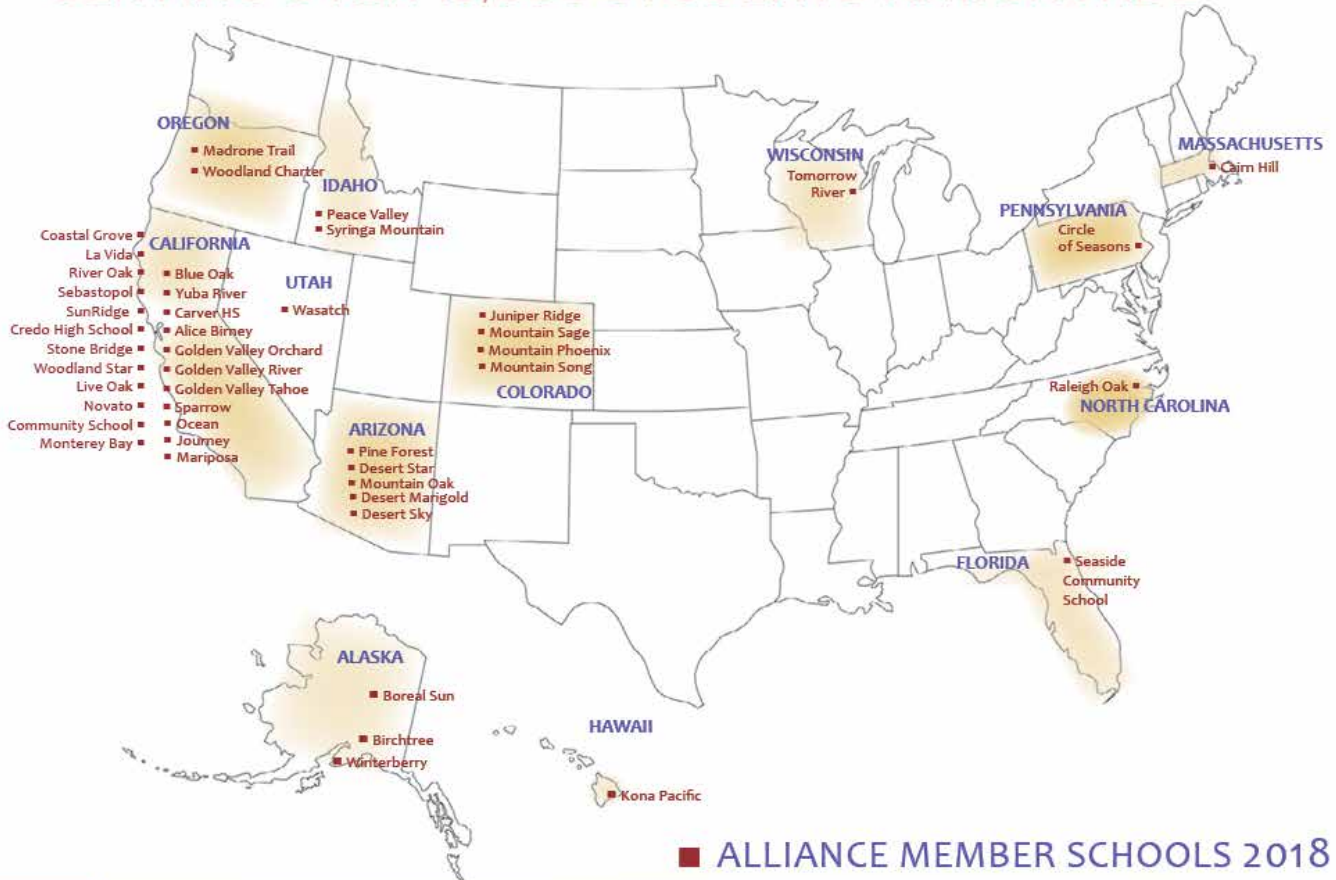 OREGON
Madrone Trail
Woodland Charter
IDAHO
Peace Valley
Syringa Mountain
CALIFORNIA
Coastal Grove
La Vida
River Oak
Sebastopol
SunRidge
Credo High School
Stone Bridge
Woodland Star
Live Oak
Novato
Community School
Monterey Bay
Blue Oak
Yuba River
Carver HS
Alice Birney
Golden Valley Orchard
Golden Valley River
Golden Valley Tahoe
Sparrow
Ocean
Journey
Mariposa
UTAH
Wasatch
Juniper Ridge
Mountain Sage
Mountain Phoenix
Mountain Song
COLORADO
ARIZONA
Pine Forest
Desert Star
Mountain Oak
Desert Marigold
Desert Sky
WISCONSIN
Tomorrow
River
MASSACHUSETTS
Cairn Hill
PENNSYLVANIA
Circle
of Seasons
Raleigh Oak
NORTH CAROLINA
FLORIDA
Seaside
Community
School
ALASKA
Boreal Sun
Birchtree
Winterberry
HAWAII
Kona Pacific
ALLIANCE MEMBER SCHOOLS 2018